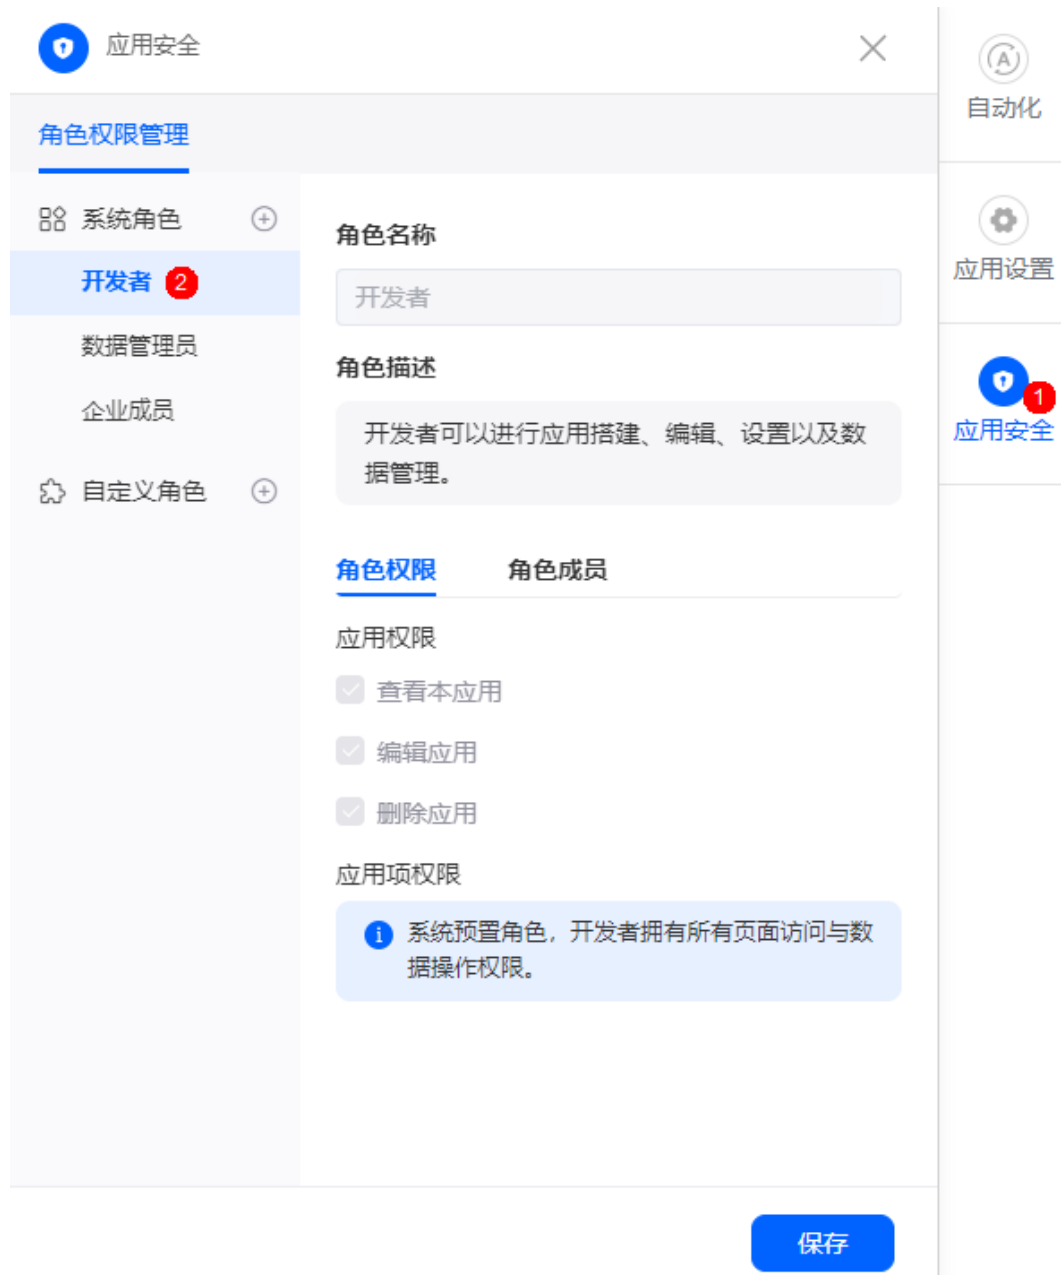 应用安全
自动化
角色权限管理
系统角色
角色名称
开发者 2
开发者
应用设置
数据管理员
角色描述
企业成员
开发者可以进行应用搭建、编辑、设置以及数
据管理。
1
应用安全
自定义角色
角色权限 角色成员
应用权限
查看本应用
编辑应用
删除应用
应用项权限
系统预置角色，开发者拥有所有页面访问与数
据操作权限。
保存